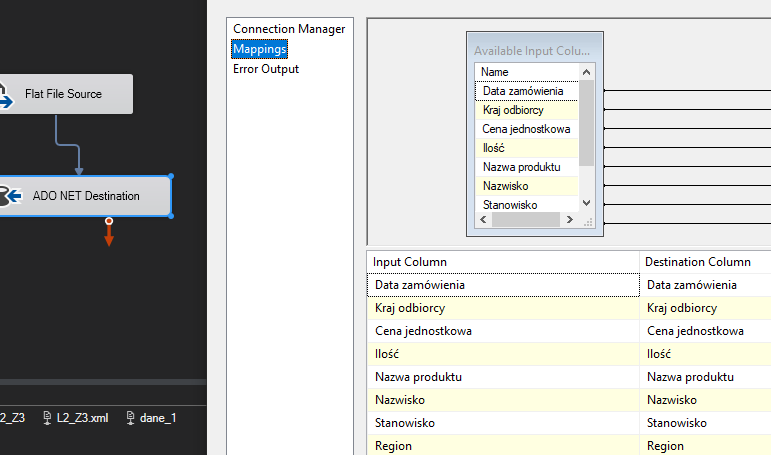 Flat File Source
ADO NET Destination
2_Z3
L2_Z3.xml
dane_1
Connection Manager
Mappings
Error Output
Available Input Colu...
Name
Data zamówienia
Kraj odbiorcy
Cena jednostkowa
Ilość
Nazwa produktu
Nazwisko
Stanowisko
Input Column Destination Column
Data zamówienia Data zamówienia
Kraj odbiorcy Kraj odbiorcy
Cena jednostkowa Cena jednostkowa
Ilość Ilość
Nazwa produktu Nazwa produktu
Nazwisko Nazwisko
Stanowisko Stanowisko
Region Region